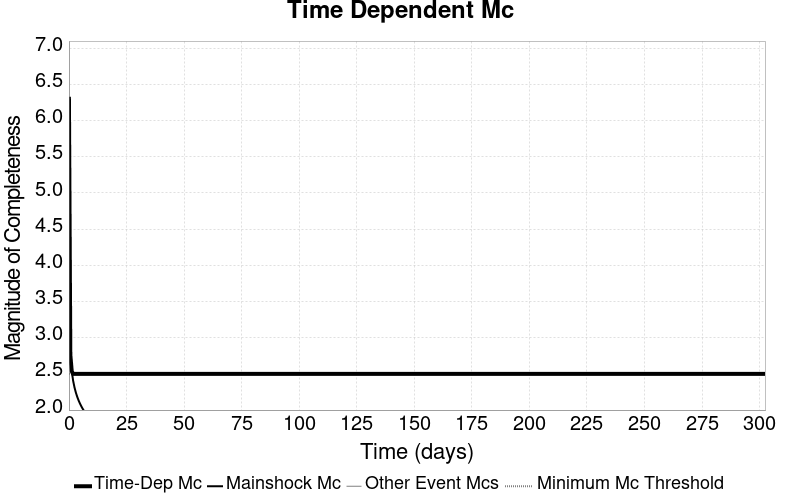 Time Dependent Mc
Magnitude of Completeness
7.0
6.5
6.0
5.5
5.0
4.5
4.0
3.5
3.0
2.5
2.0
0 25 50 75 100 125 150 175 200 225 250 275 300
Time (days)
Time-Dep Mc Mainshock Mc Other Event Mcs Minimum Mc Threshold